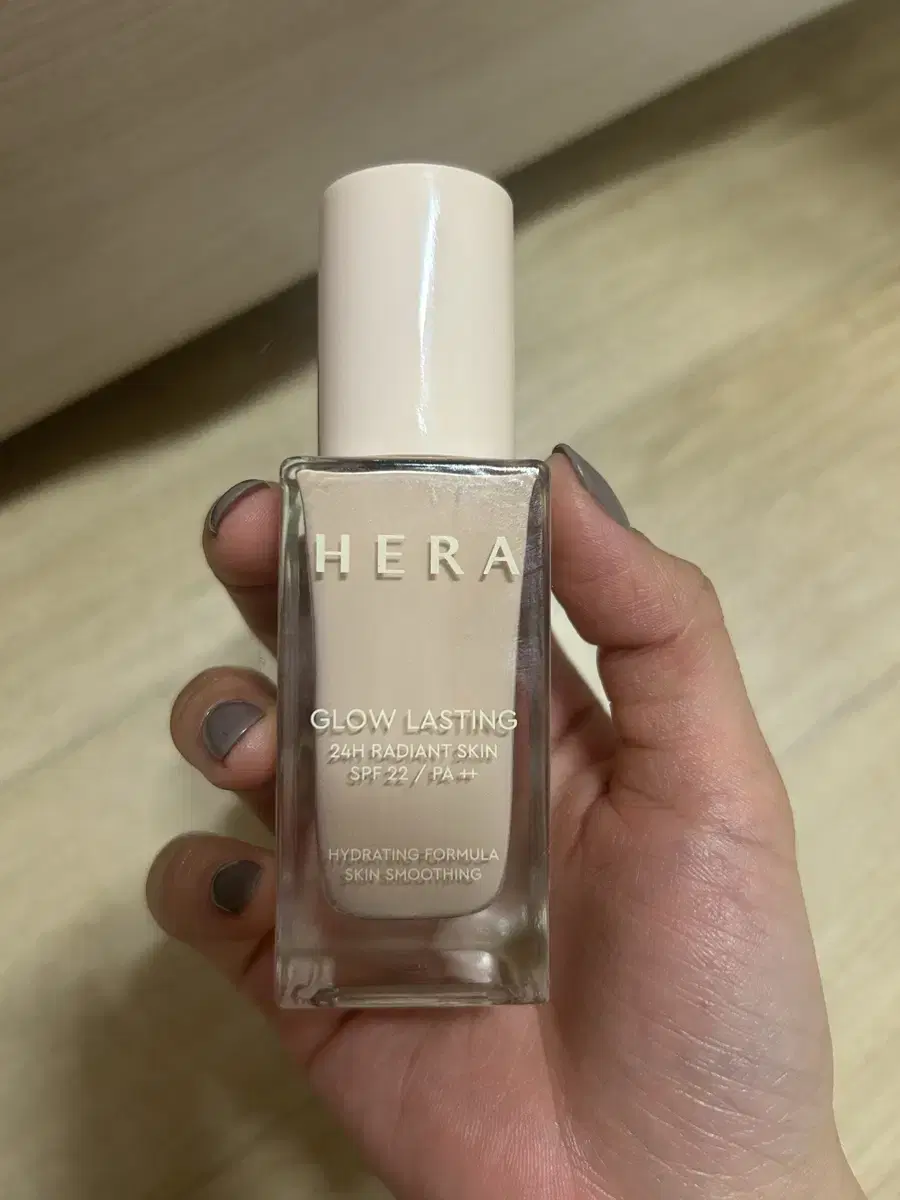 HERA
GLOW LASTING
24H RADIANT SKIN
SPF 22 / PA ++
HYDRATING FORMULA
SKIN SMOOTHING